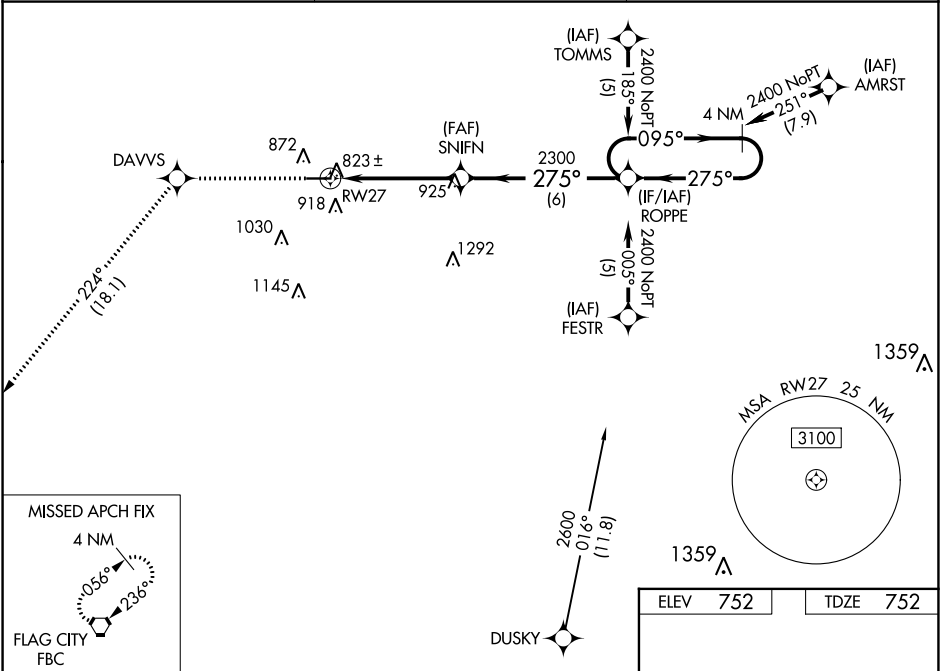 (IAF)
TOMMS
2400 NoPT
185°
(5)
(IAF)
AMRST
2400 NoPT
251°
(7.9)
4 NM
095°
(FAF)
SNIFN
872
823 ±
DAVVS
2300
275°
(6)
275°
925
(IF/IAF)
ROPPE
918
RW27
1030
1292
2400 NoPT
005°
(5)
1145
224°
(18.1)
(IAF)
FESTR
1359
MSA RW27 25 NM
3100
MISSED APCH FIX
4 NM
056°
236°
FLAG CITY
FBC
2600
016°
(11.8)
1359
DUSKY
ELEV 752
TDZE 752